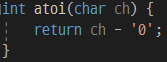 int atoi(char ch) {
    return ch - '0';
}